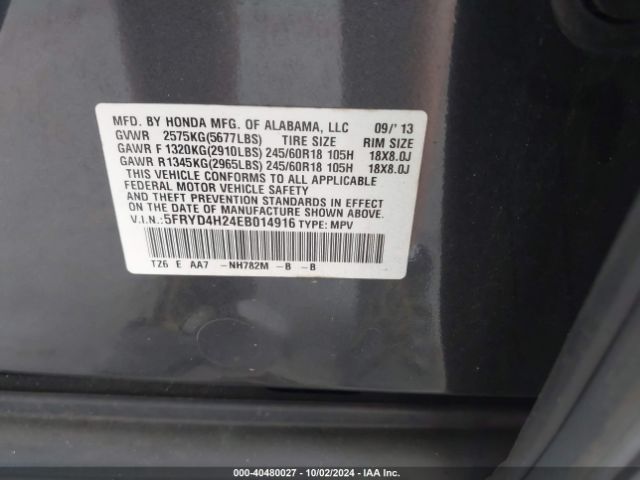 MFD. BY HONDA MFG. OF ALABAMA, LLC 09/'13
GVWR 2575KG(5677LBS) TIRE SIZE RIM SIZE
GAWR F 1320KG(2910LBS) 245/60R18 105H 18X8.0J
GAWR R1345KG(2965LBS) 245/60R18 105H 18X8.0J
THIS VEHICLE CONFORMS TO ALL APPLICABLE
FEDERAL MOTOR VEHICLE SAFETY
AND THEFT PREVENTION STANDARDS IN EFFECT
ON THE DATE OF MANUFACTURE SHOWN ABOVE.
V.I.N.:5FRYD4H24EB014916 TYPE: MPV
TZ6 E AA7 -NH782M -B -B
000-40480027 - 10/02/2024 - IAA Inc.